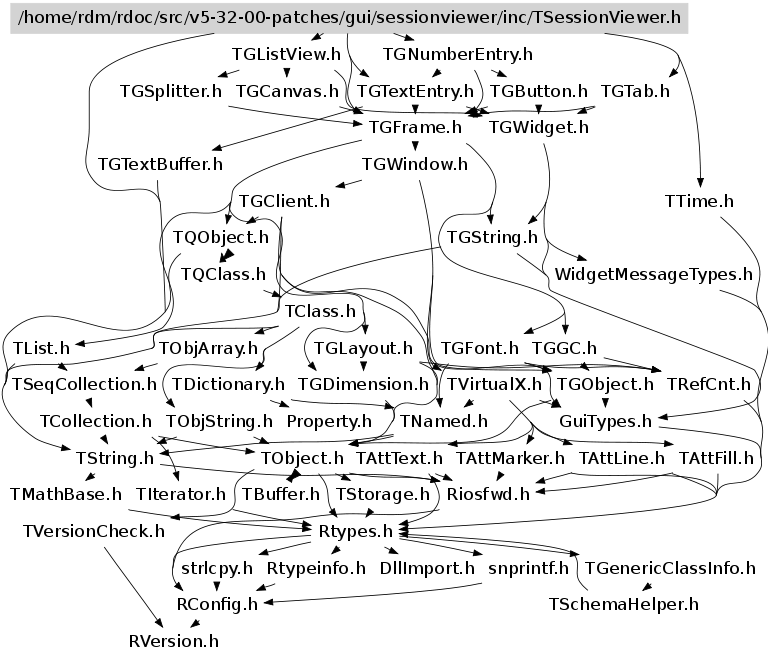 /home/rdm/rdoc/src/v5-32-00-patches/gui/sessionviewer/inc/TSessionViewer.h
TGListView.h TGNumberEntry.h
TGSplitter.h TGCanvas.h TGTextEntry.h TGButton.h TGTab.h
TGFrame.h TGWidget.h
TGTextBuffer.h TGWindow.h
TGClient.h TTime.h
TQObject.h TGString.h
TQClass.h WidgetMessageTypes.h
TClass.h
TList.h TObjArray.h TGLayout.h TGFont.h TGGC.h
TSeqCollection.h TDictionary.h TGDimension.h TVirtualX.h TGObject.h TRefCnt.h
TCollection.h TObjString.h Property.h TNamed.h GuiTypes.h
TString.h TObject.h TAttText.h TAttMarker.h TAttLine.h TAttFill.h
TMathBase.h TIterator.h TBuffer.h TStorage.h Riosfwd.h
TVersionCheck.h Rtypes.h
strlcpy.h Rtypeinfo.h DllImport.h snprintf.h TGenericClassInfo.h
RConfig.h TSchemaHelper.h
RVersion.h